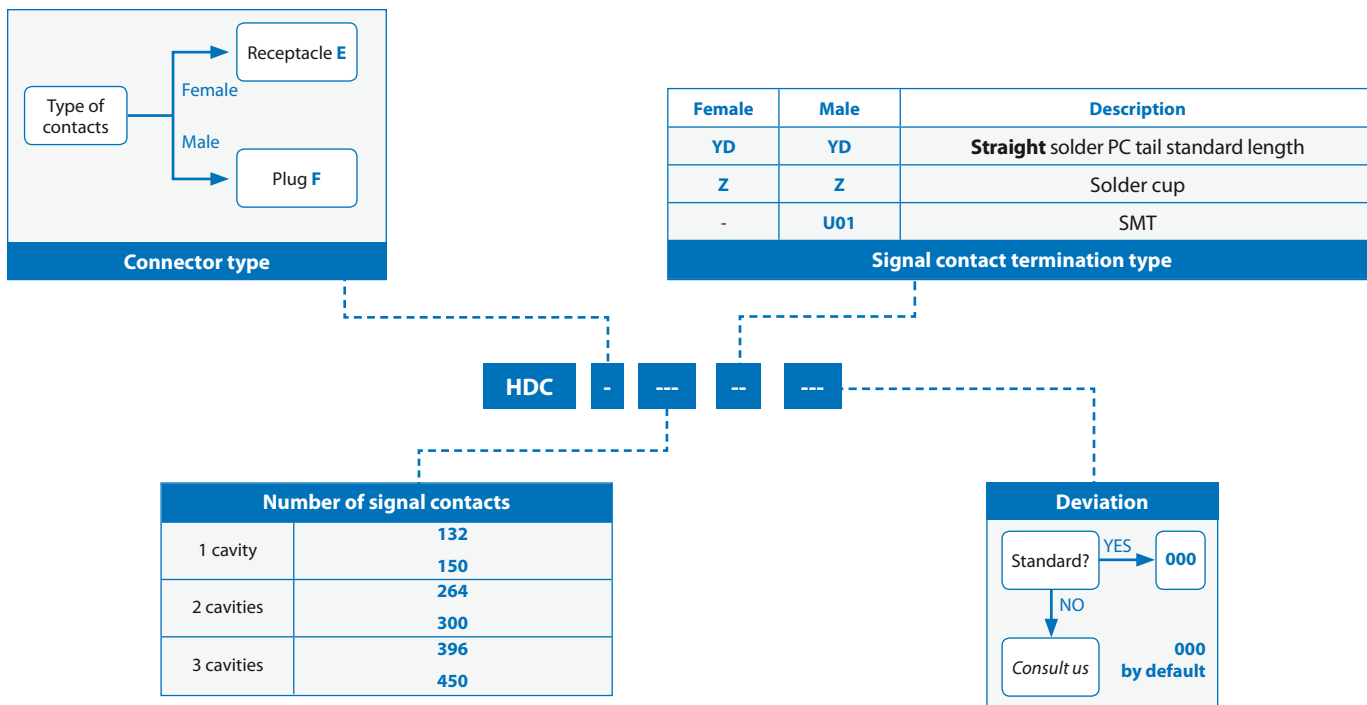 Type of
contacts
Female
Male
Receptacle E
Plug F
Connector type
Female Male Description
YD YD Straight solder PC tail standard length
Z Z Solder cup
- U01 SMT
Signal contact termination type
HDC - --- -- ---
Number of signal contacts
1 cavity
132
150
2 cavities
264
300
3 cavities
396
450
Deviation
Standard?
YES
000
NO
Consult us
000
by default